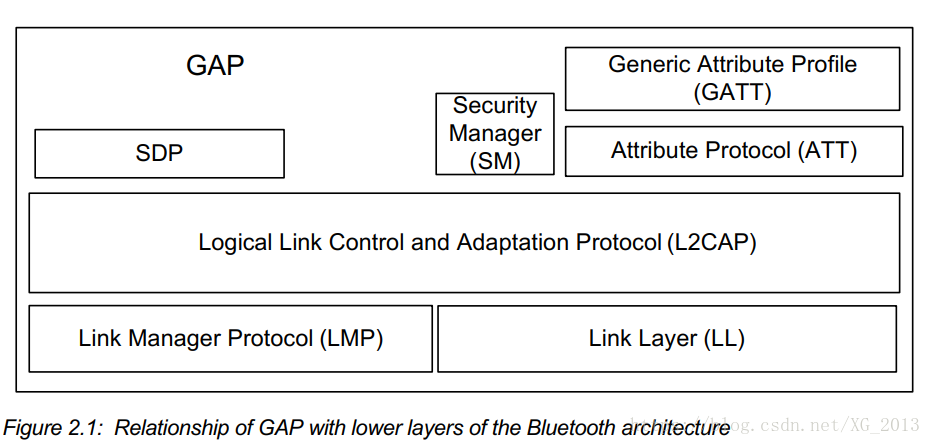 GAP
Generic Attribute Profile
(GATT)
Security
Manager
(SM)
SDP
Attribute Protocol (ATT)
Logical Link Control and Adaptation Protocol (L2CAP)
Link Manager Protocol (LMP)
Link Layer (LL)
Figure 2.1: Relationship of GAP with lower layers of the Bluetooth architecture
blog.csdn.net/XG_2013